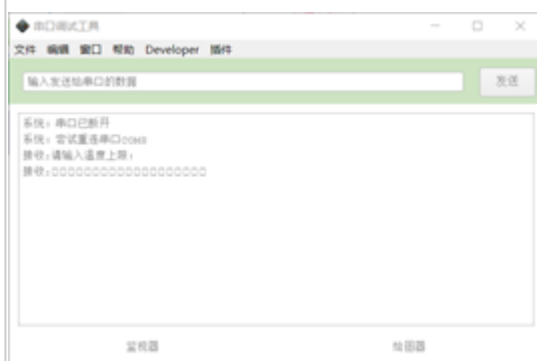 串口调试工具
文件 编辑 窗口 帮助 Developer 插件
输入发送给串口的数据 发送
系统：串口已断开
系统：尝试重连串口COM8
接收：请输入温度上限：
接收：□□□□□□□□□□□□□□□□□□□
监视器 绘图器